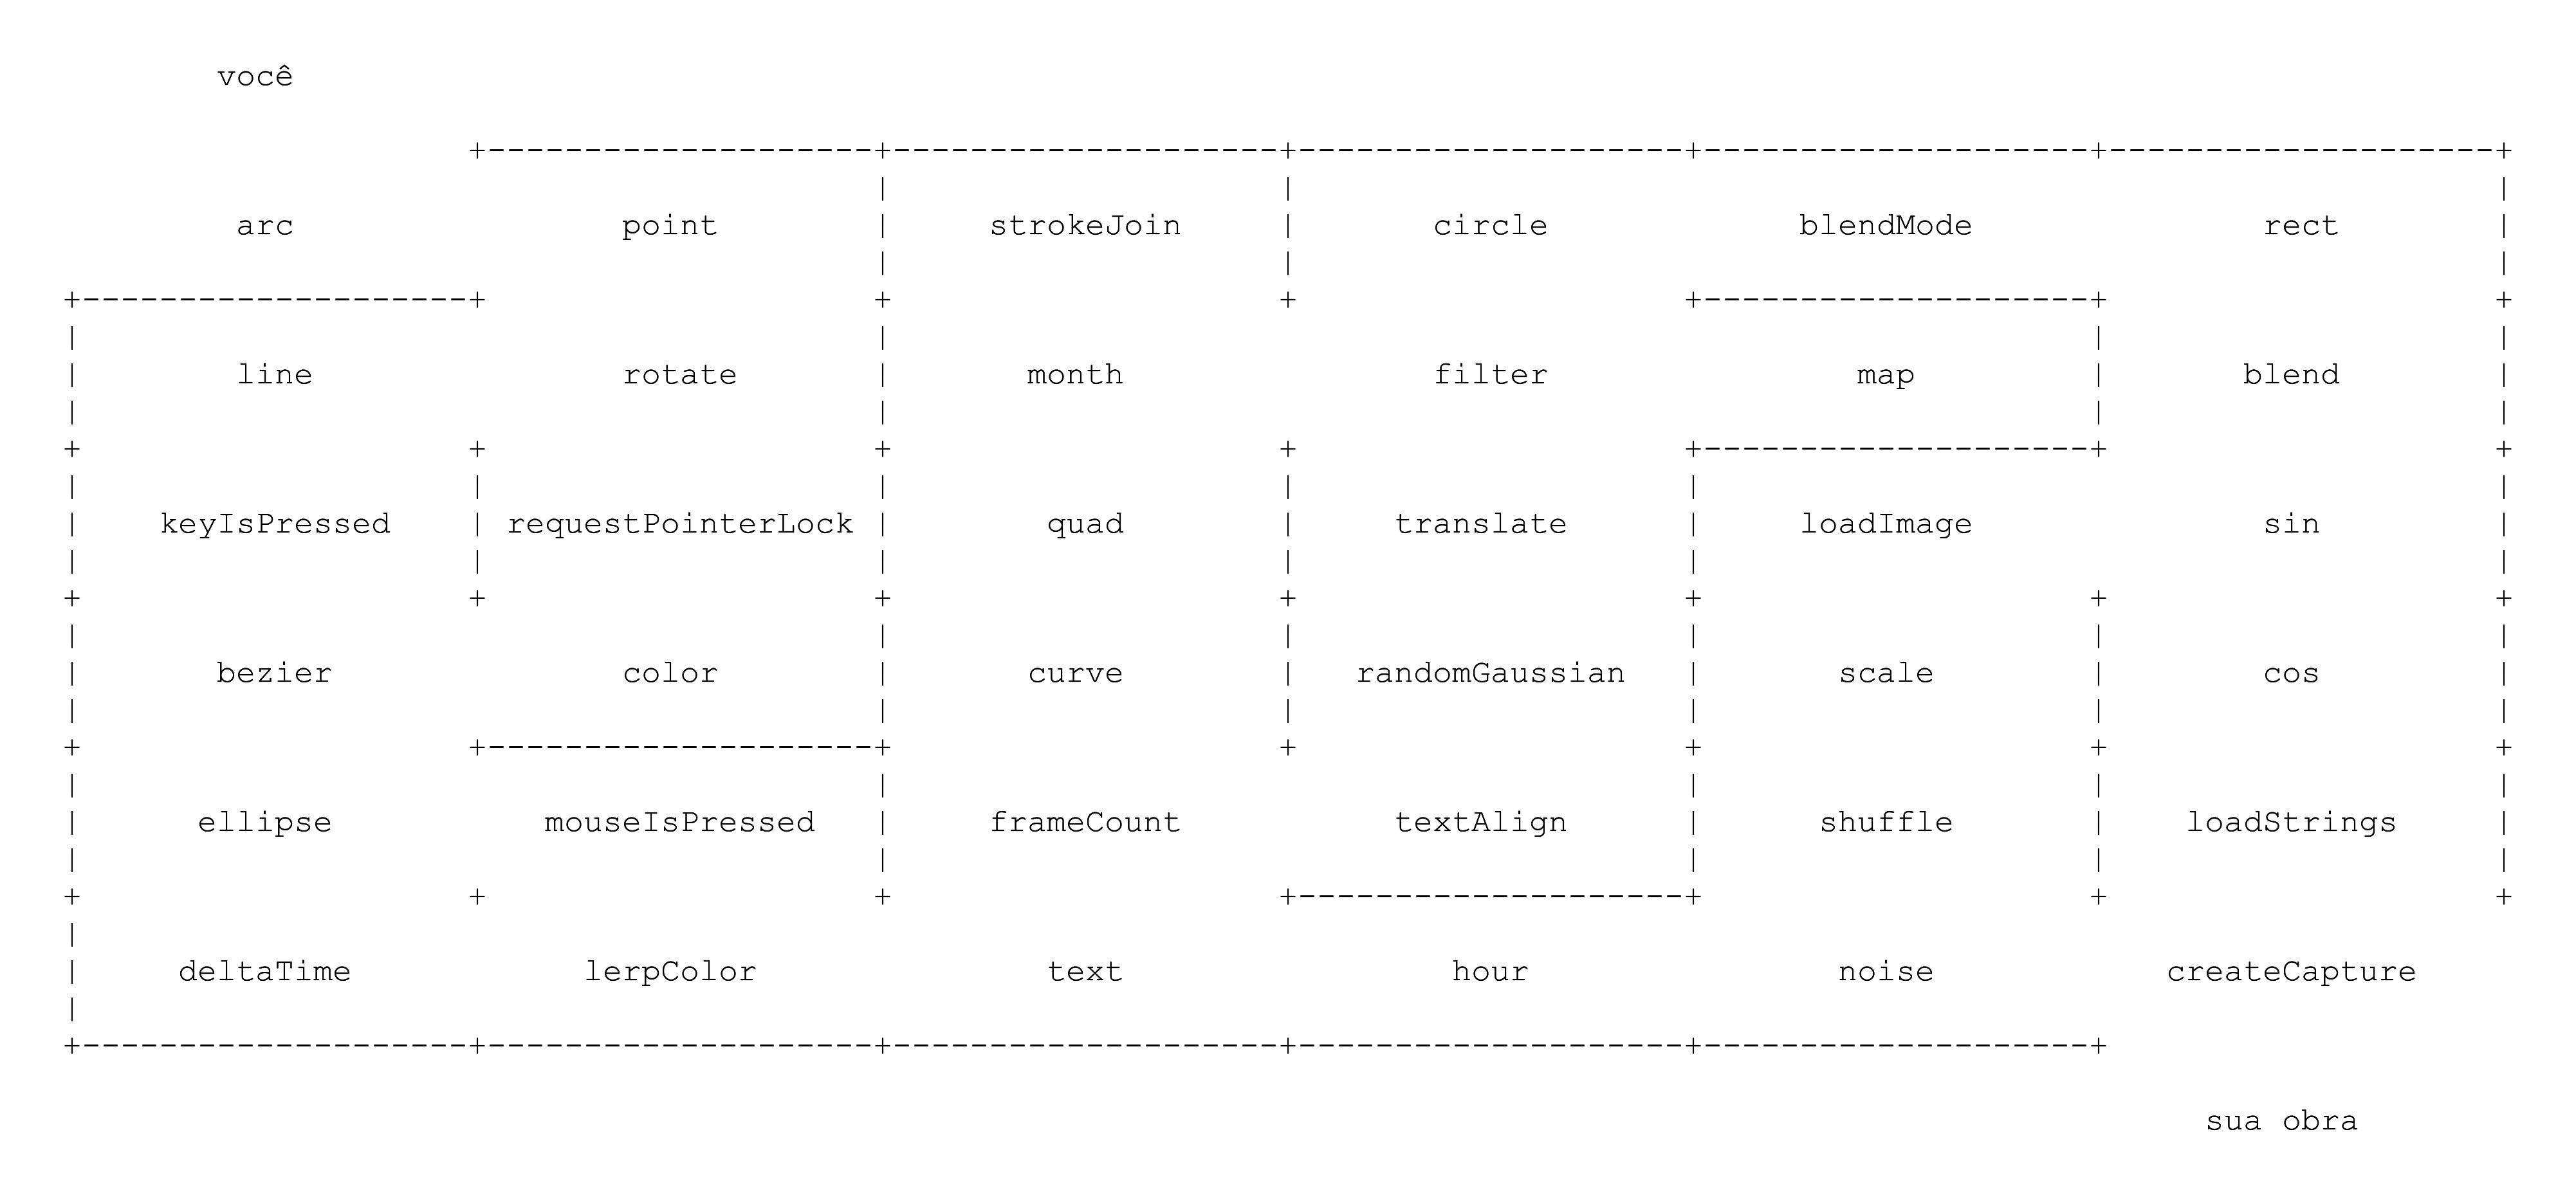 você
arc point strokeJoin circle blendMode rect
line rotate month filter map blend
keyIsPressed requestPointerLock quad translate loadImage sin
bezier color curve randomGaussian scale cos
ellipse mouseIsPressed frameCount textAlign shuffle loadStrings
deltaTime lerpColor text hour noise createCapture
sua obra